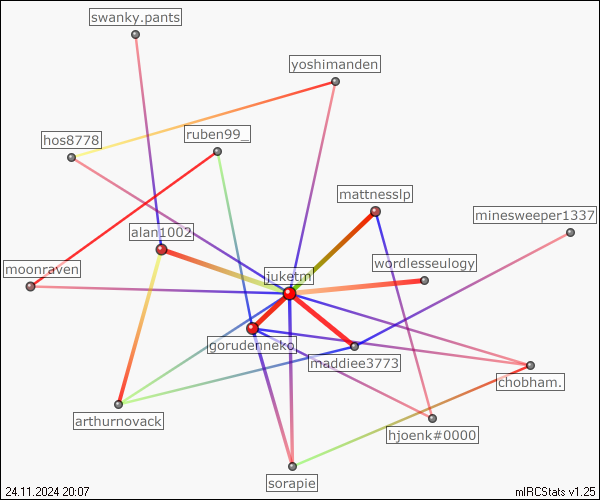 swanky.pants
yoshimanden
hos8778
ruben99_
mattnesslp
minesweeper1337
alan1002
wordlesseulogy
moonraven
juketm
gorudenneko
maddiee3773
chobham.
arthurnovack
hjoenk#0000
sorapie
24.11.2024 20:07
mIRCStats v1.25